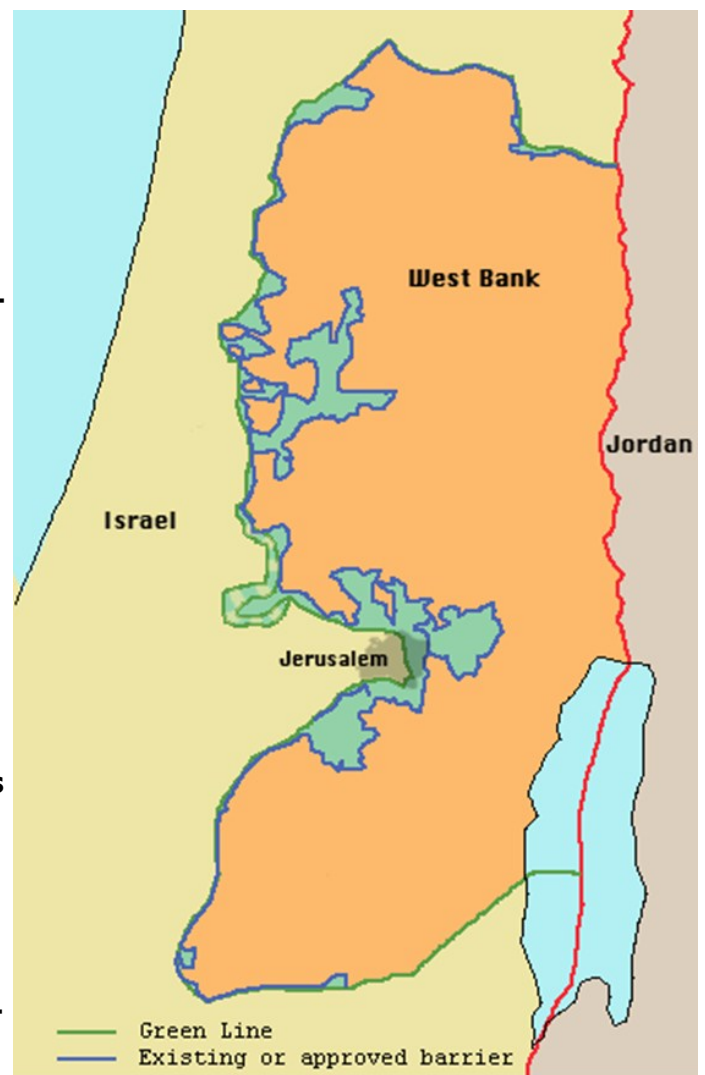 West Bank
Jordan
Israel
Jerusalem
Green Line
Existing or approved barrier